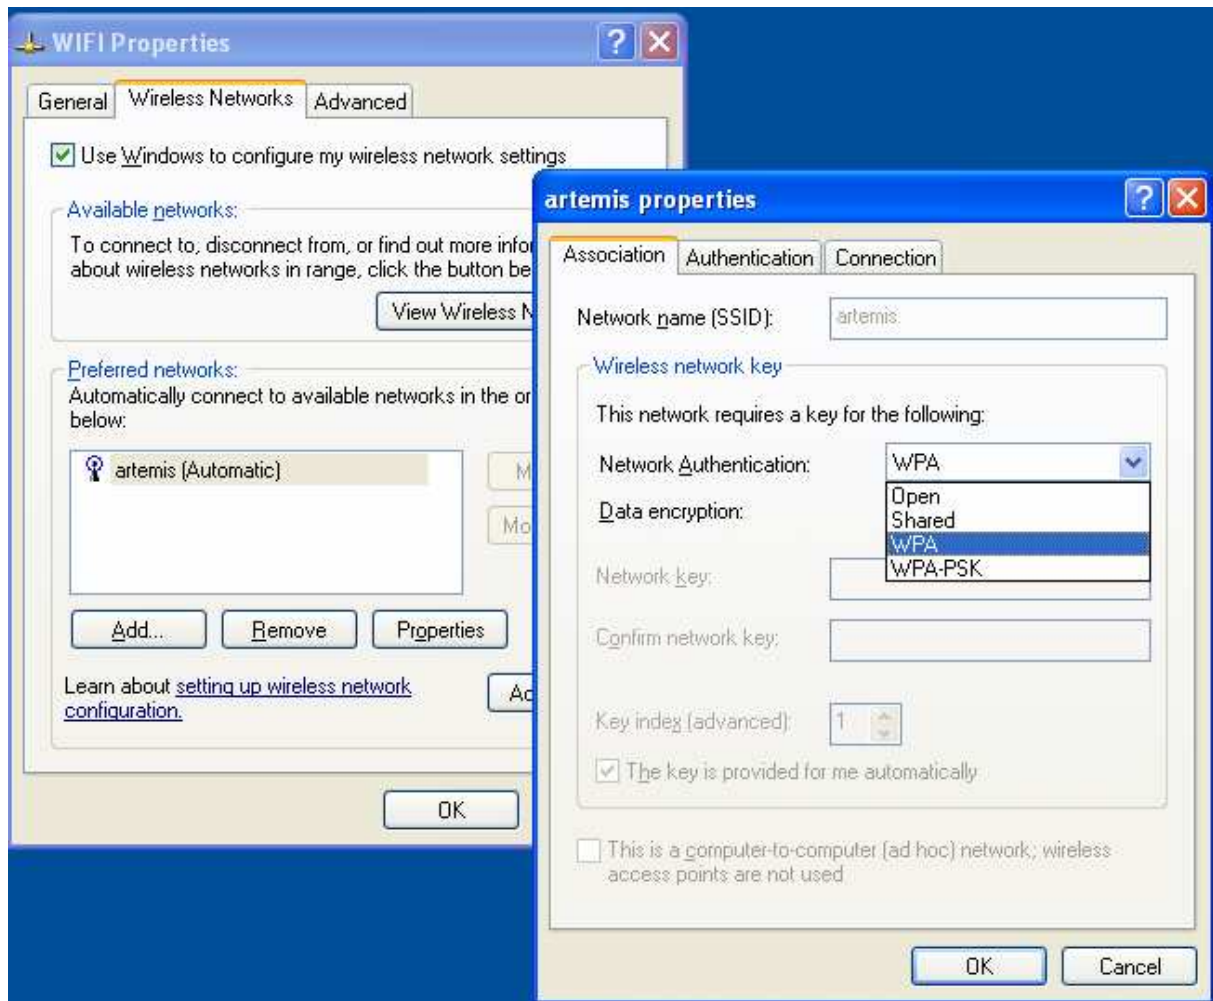 WIFI Properties
General
Wireless Networks
Advanced
Use Windows to configure my wireless network settings
Available networks:
To connect to, disconnect from, or find out more infor
about wireless networks in range, click the button be
View Wireless N
Preferred networks:
Automatically connect to available networks in the or
below:
artemis (Automatic)
M
Mo
Add...
Remove
Properties
Learn about setting up wireless network
configuration.
Ad
OK
artemis properties
Association
Authentication
Connection
Network name (SSID):
artemis
Wireless network key
This network requires a key for the following:
Network Authentication:
WPA
Open
Shared
WPA
WPA-PSK
Data encryption:
Network key:
Confirm network key:
Key index (advanced):
1
The key is provided for me automatically
This is a computer-to-computer (ad hoc) network; wireless
access points are not used
OK
Cancel